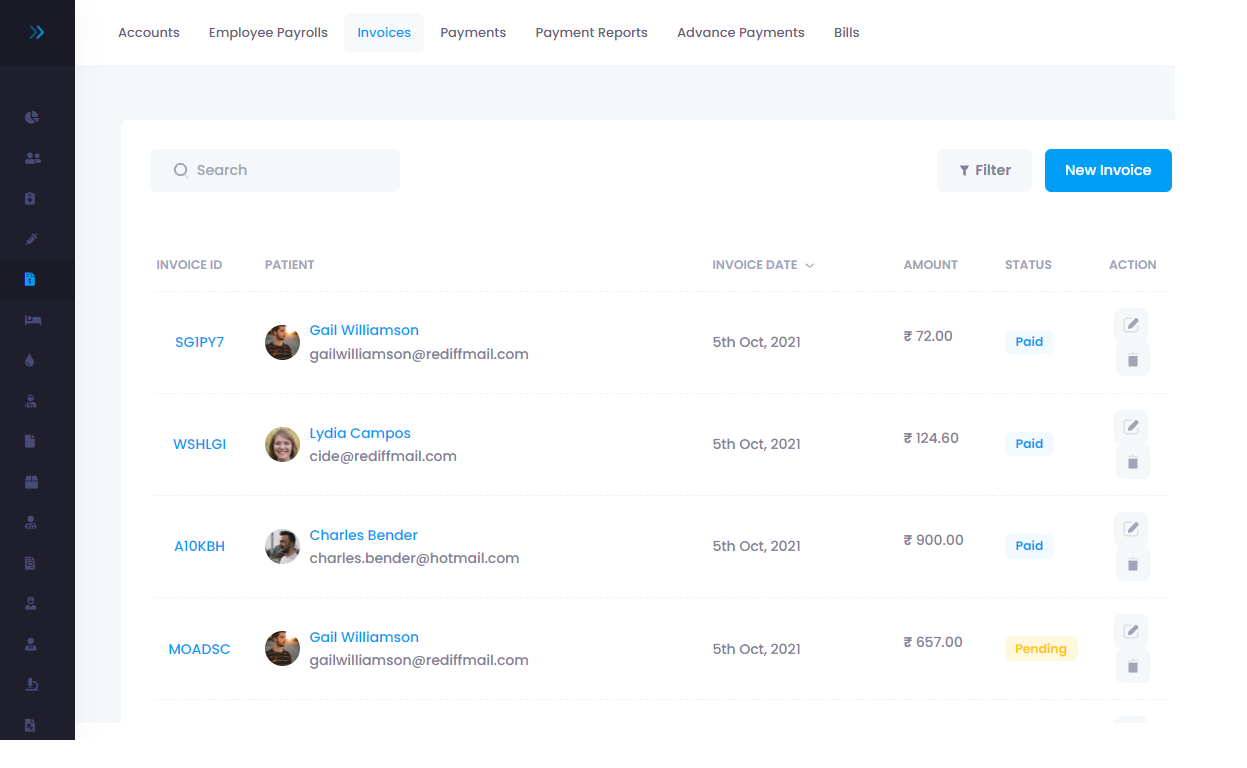 Accounts Employee Payrolls Invoices Payments Payment Reports Advance Payments Bills
Search Filter New Invoice
INVOICE ID PATIENT INVOICE DATE AMOUNT STATUS ACTION
Gail Williamson
SG1PY7 gailwilliamson@rediffmail.com 5th Oct, 2021 ₹ 72.00 Paid
Lydia Campos
WSHLGI cide@rediffmail.com 5th Oct, 2021 ₹ 124.60 Paid
Charles Bender
A10KBH charles.bender@hotmail.com 5th Oct, 2021 ₹ 900.00 Paid
Gail Williamson
MOADSC gailwilliamson@rediffmail.com 5th Oct, 2021 ₹ 657.00 Pending